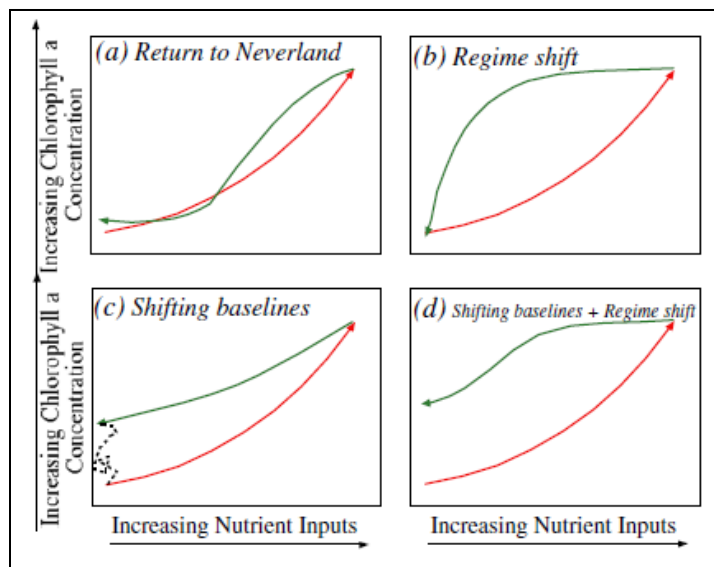 (a) Return to Neverland
(b) Regime shift
Increasing Chlorophyll a
Concentration
(c) Shifting baselines
(d) Shifting baselines + Regime shift
Increasing Chlorophyll a
Concentration
Increasing Nutrient Inputs
Increasing Nutrient Inputs